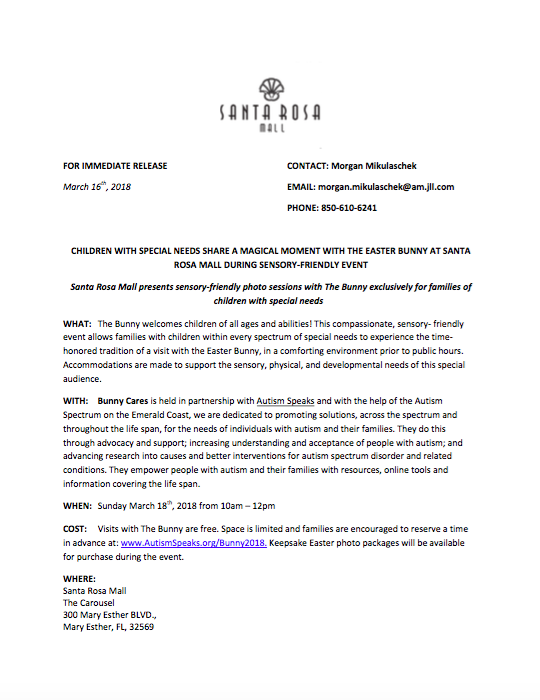 SANTA ROSA
MALL
FOR IMMEDIATE RELEASE
CONTACT: Morgan Mikulaschek
March 16th, 2018
EMAIL: morgan.mikulaschek@am.jll.com
PHONE: 850-610-6241
CHILDREN WITH SPECIAL NEEDS SHARE A MAGICAL MOMENT WITH THE EASTER BUNNY AT SANTA
ROSA MALL DURING SENSORY-FRIENDLY EVENT
Santa Rosa Mall presents sensory-friendly photo sessions with The Bunny exclusively for families of
children with special needs
WHAT: The Bunny welcomes children of all ages and abilities! This compassionate, sensory- friendly
event allows families with children within every spectrum of special needs to experience the time-
honored tradition of a visit with the Easter Bunny, in a comforting environment prior to public hours.
Accommodations are made to support the sensory, physical, and developmental needs of this special
audience.
WITH: Bunny Cares is held in partnership with Autism Speaks and with the help of the Autism
Spectrum on the Emerald Coast, we are dedicated to promoting solutions, across the spectrum and
throughout the life span, for the needs of individuals with autism and their families. They do this
through advocacy and support; increasing understanding and acceptance of people with autism; and
advancing research into causes and better interventions for autism spectrum disorder and related
conditions. They empower people with autism and their families with resources, online tools and
information covering the life span.
WHEN: Sunday March 18th, 2018 from 10am – 12pm
COST: Visits with The Bunny are free. Space is limited and families are encouraged to reserve a time
in advance at: www.AutismSpeaks.org/Bunny2018. Keepsake Easter photo packages will be available
for purchase during the event.
WHERE:
Santa Rosa Mall
The Carousel
300 Mary Esther BLVD.,
Mary Esther, FL, 32569